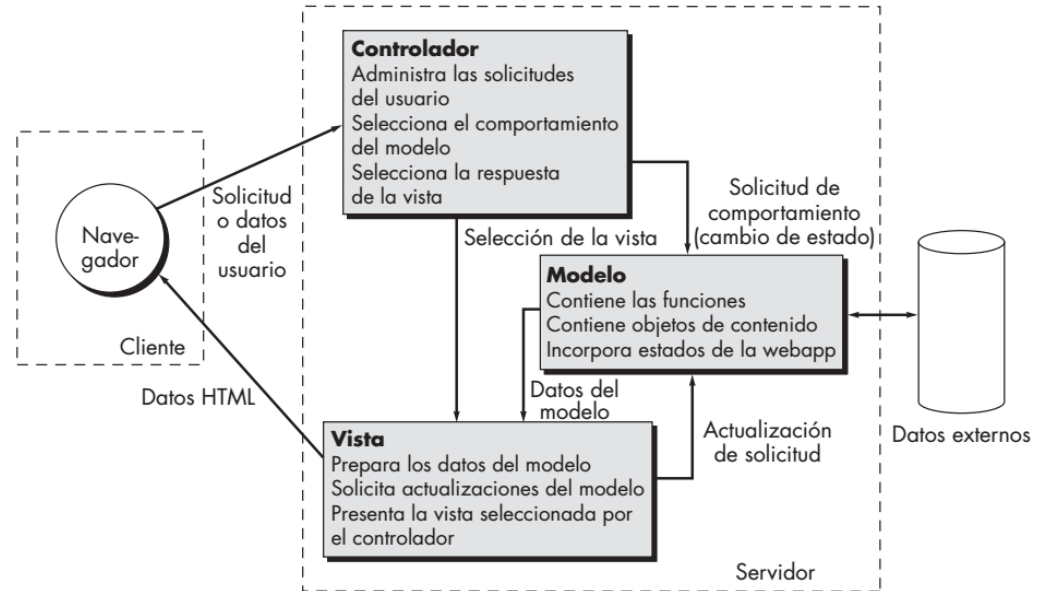 Controlador
Administra las solicitudes
del usuario
Selecciona el comportamiento
del modelo
Selecciona la respuesta
de la vista
Nave-
gador
Cliente
Solicitud
o datos
del
usuario
Selección de la vista
Solicitud de
comportamiento
(cambio de estado)
Modelo
Contiene las funciones
Contiene objetos de contenido
Incorpora estados de la webapp
Datos externos
Datos HTML
Datos del
modelo
Actualización
de solicitud
Vista
Prepara los datos del modelo
Solicita actualizaciones del modelo
Presenta la vista seleccionada por
el controlador
Servidor